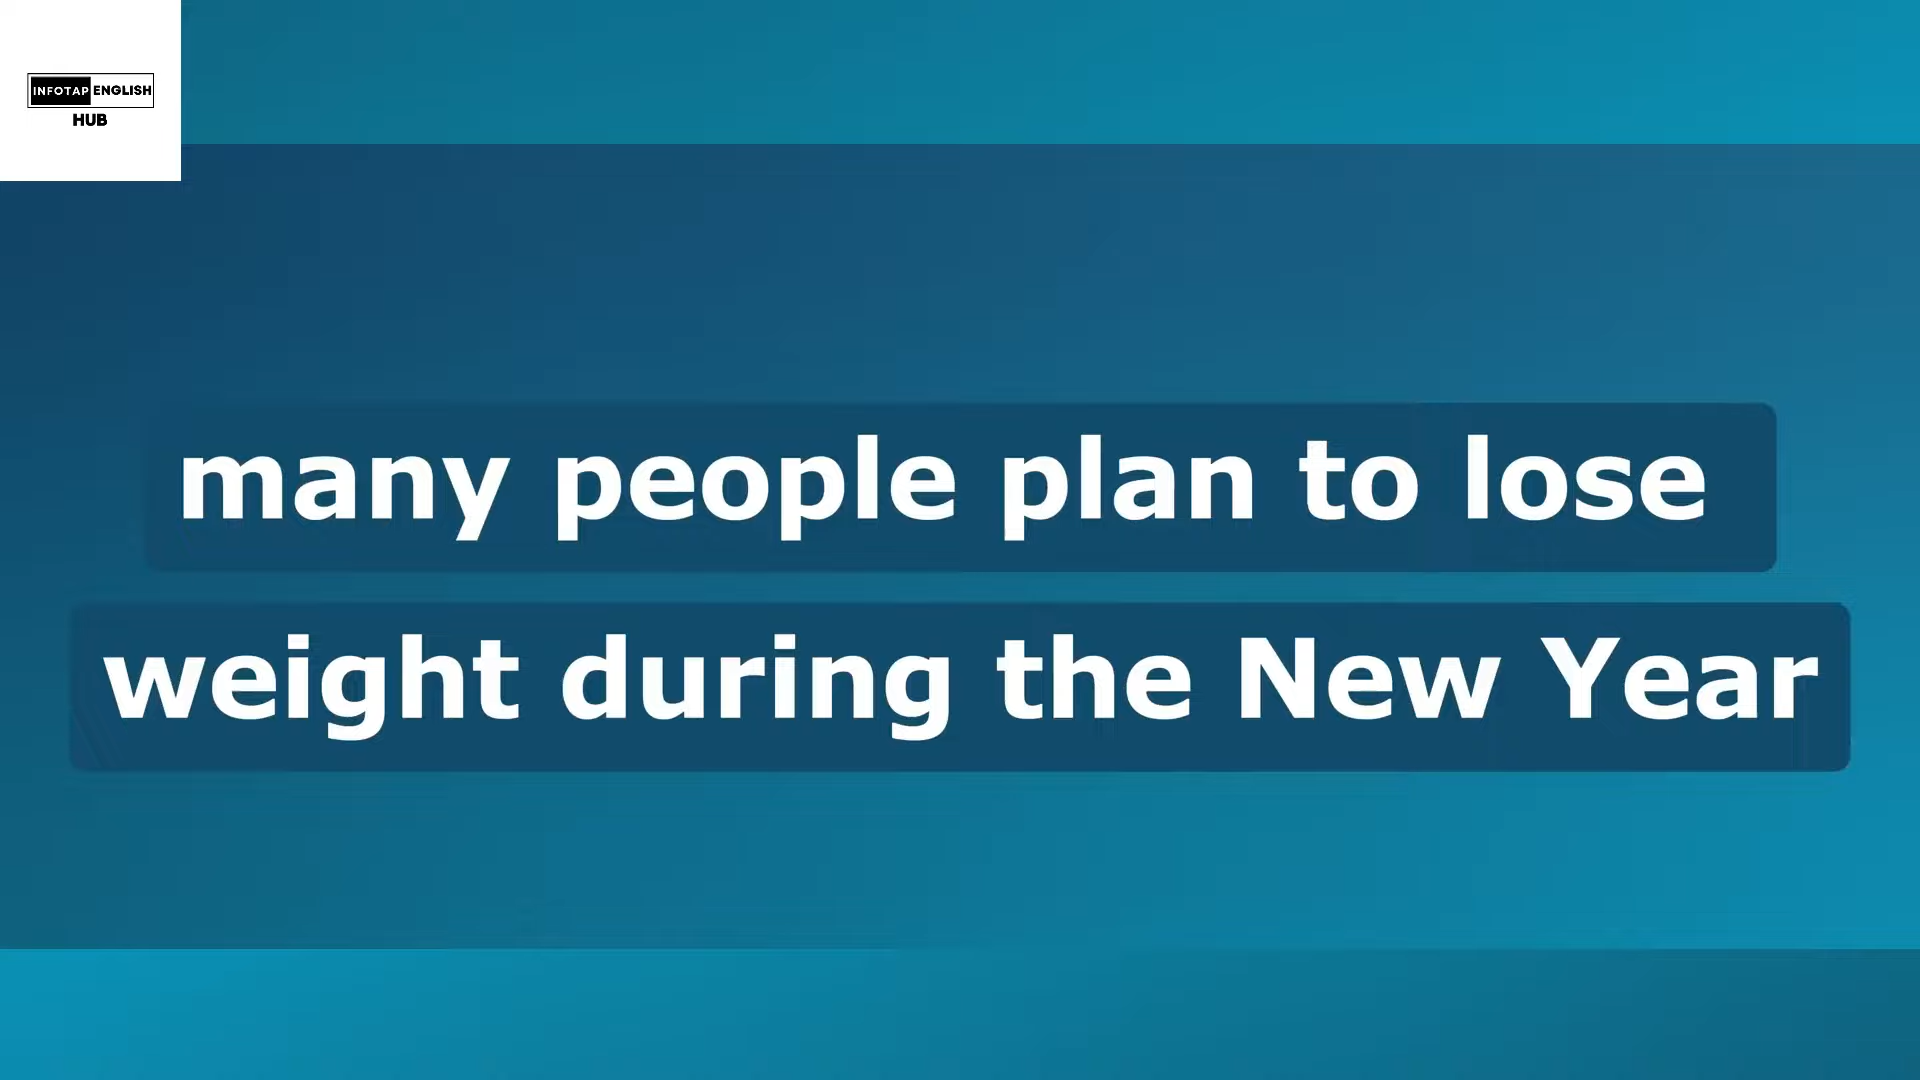 INFOTAP ENGLISH
HUB
many people plan to lose
weight during the New Year